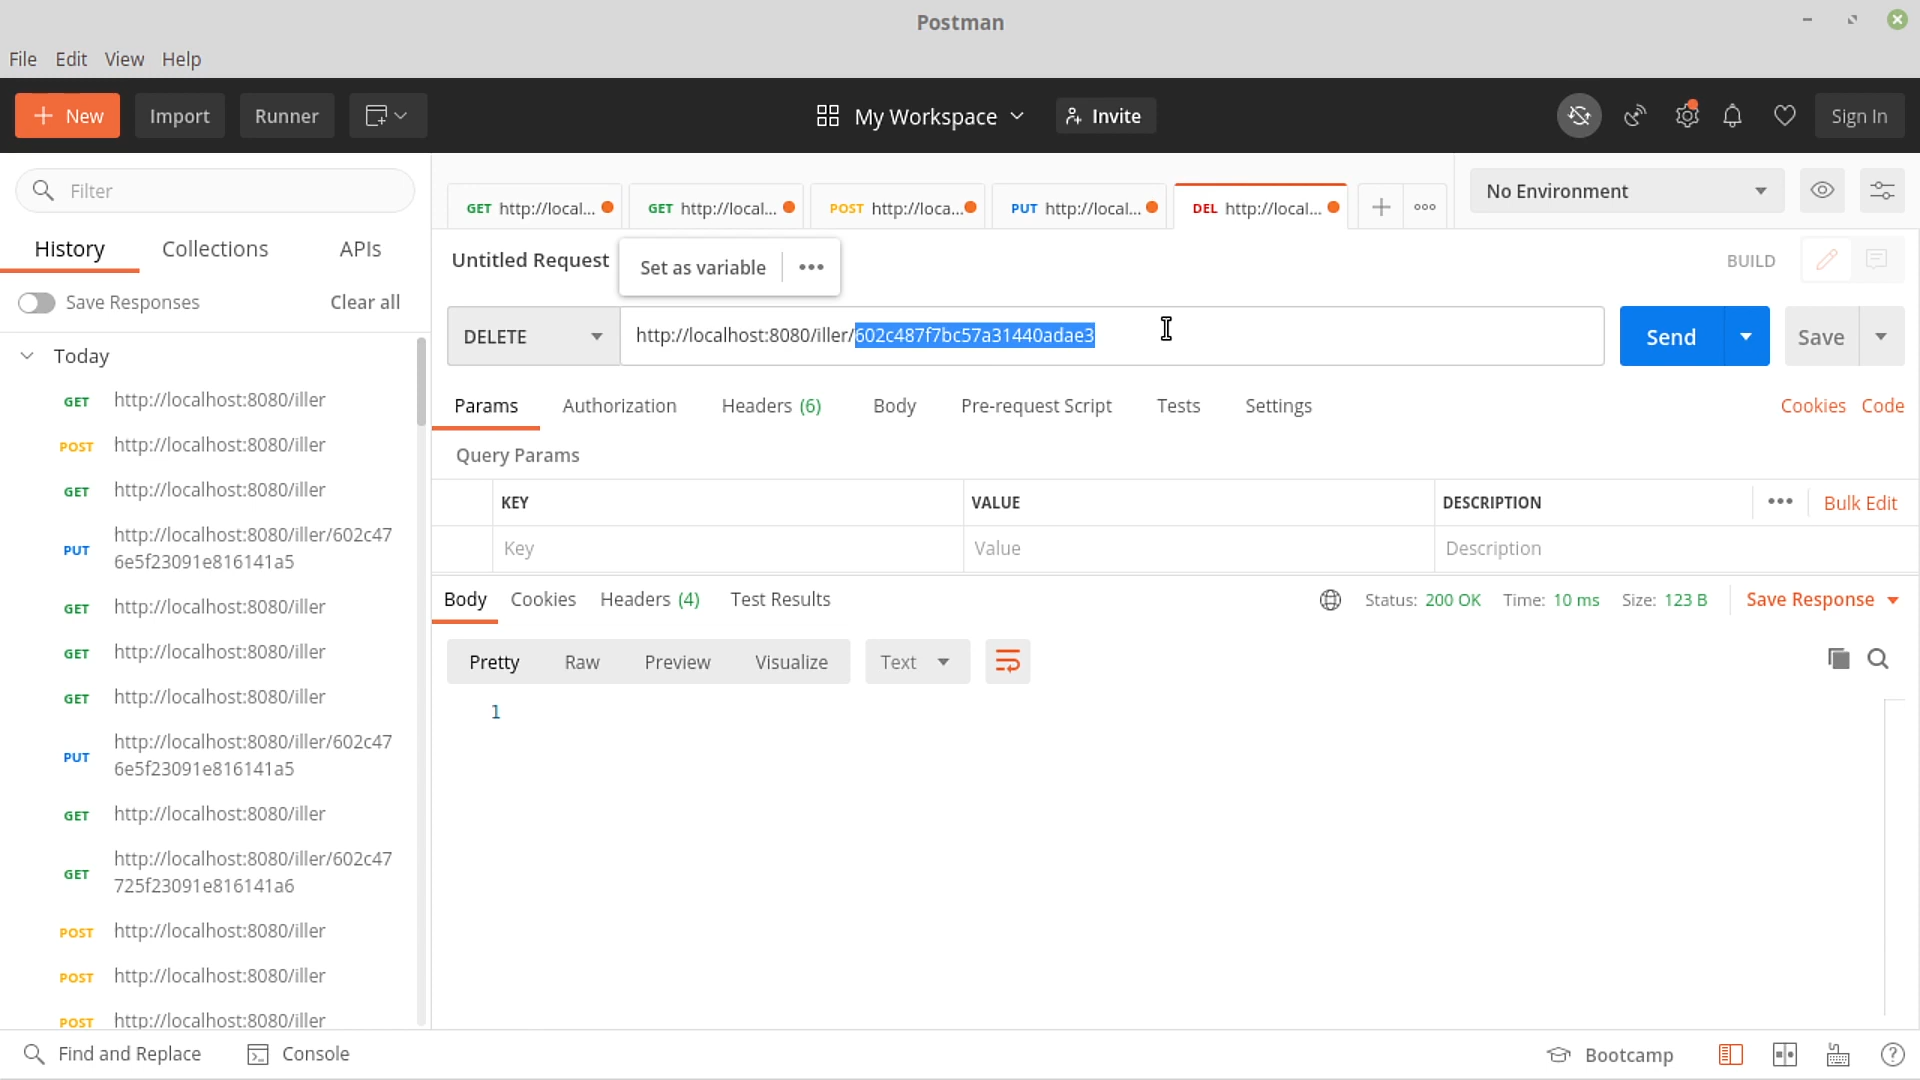 Postman
File Edit View Help
New Import Runner My Workspace Invite Sign In
Filter
History Collections APIs
Save Responses Clear all
Today
GET http://localhost:8080/iller
POST http://localhost:8080/iller
GET http://localhost:8080/iller
PUT http://localhost:8080/iller/602c47
6e5f23091e816141a5
GET http://localhost:8080/iller
GET http://localhost:8080/iller
GET http://localhost:8080/iller
PUT http://localhost:8080/iller/602c47
6e5f23091e816141a5
GET http://localhost:8080/iller
GET http://localhost:8080/iller/602c47
725f23091e816141a6
POST http://localhost:8080/iller
POST http://localhost:8080/iller
POST http://localhost:8080/iller
GET http://local... GET http://local... POST http://loca... PUT http://local... DEL http://local...
No Environment
Untitled Request Set as variable BUILD
DELETE http://localhost:8080/iller/602c487f7bc57a31440adae3 Send Save
Params Authorization Headers (6) Body Pre-request Script Tests Settings Cookies Code
Query Params
KEY VALUE DESCRIPTION Bulk Edit
Key Value Description
Body Cookies Headers (4) Test Results Status: 200 OK Time: 10 ms Size: 123 B Save Response
Pretty Raw Preview Visualize Text
1
Find and Replace Console Bootcamp